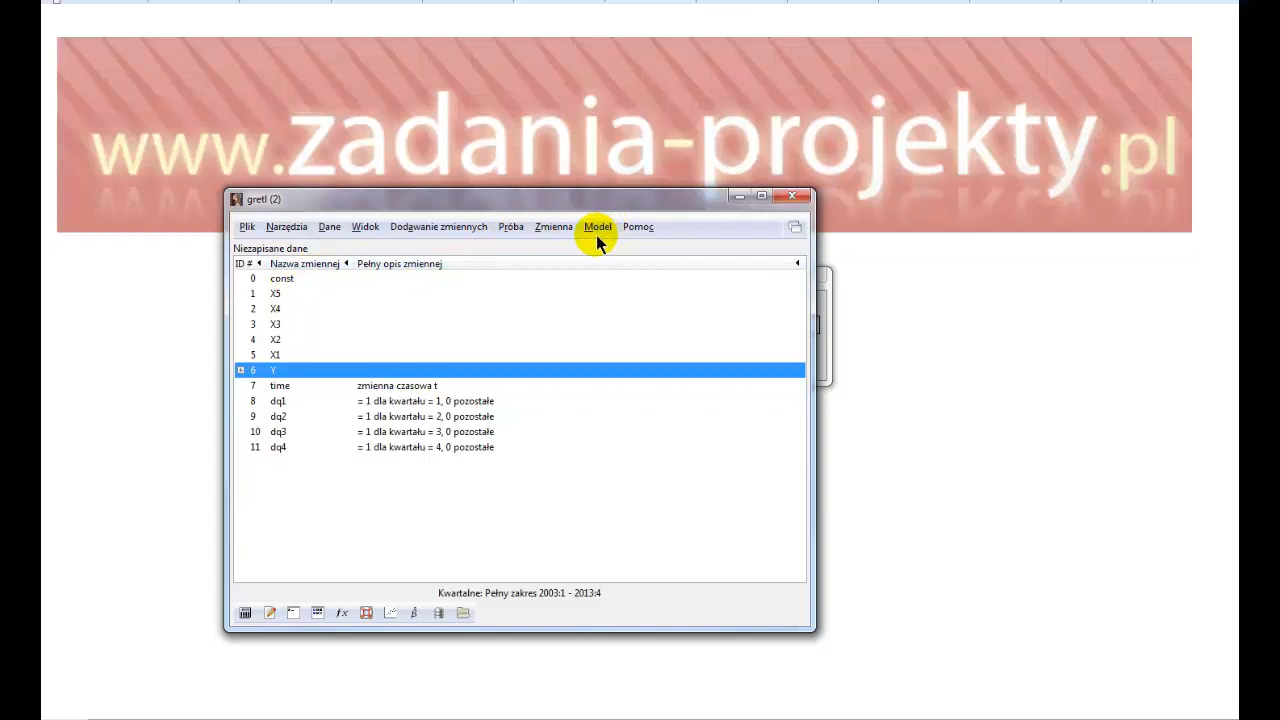 www.zadania-projekty.pl
gretl (2)
Plik Narzędzia Dane Widok Dodawanie zmiennych Próba Zmienna Model Pomoc
Niezapisane dane
ID # Nazwa zmiennej Pełny opis zmiennej
0 const
1 X5
2 X4
3 X3
4 X2
5 X1
6 Y
7 time zmienna czasowa t
8 dq1 = 1 dla kwartału = 1, 0 pozostałe
9 dq2 = 1 dla kwartału = 2, 0 pozostałe
10 dq3 = 1 dla kwartału = 3, 0 pozostałe
11 dq4 = 1 dla kwartału = 4, 0 pozostałe
Kwartalne: Pełny zakres 2003:1 - 2013:4
fx β